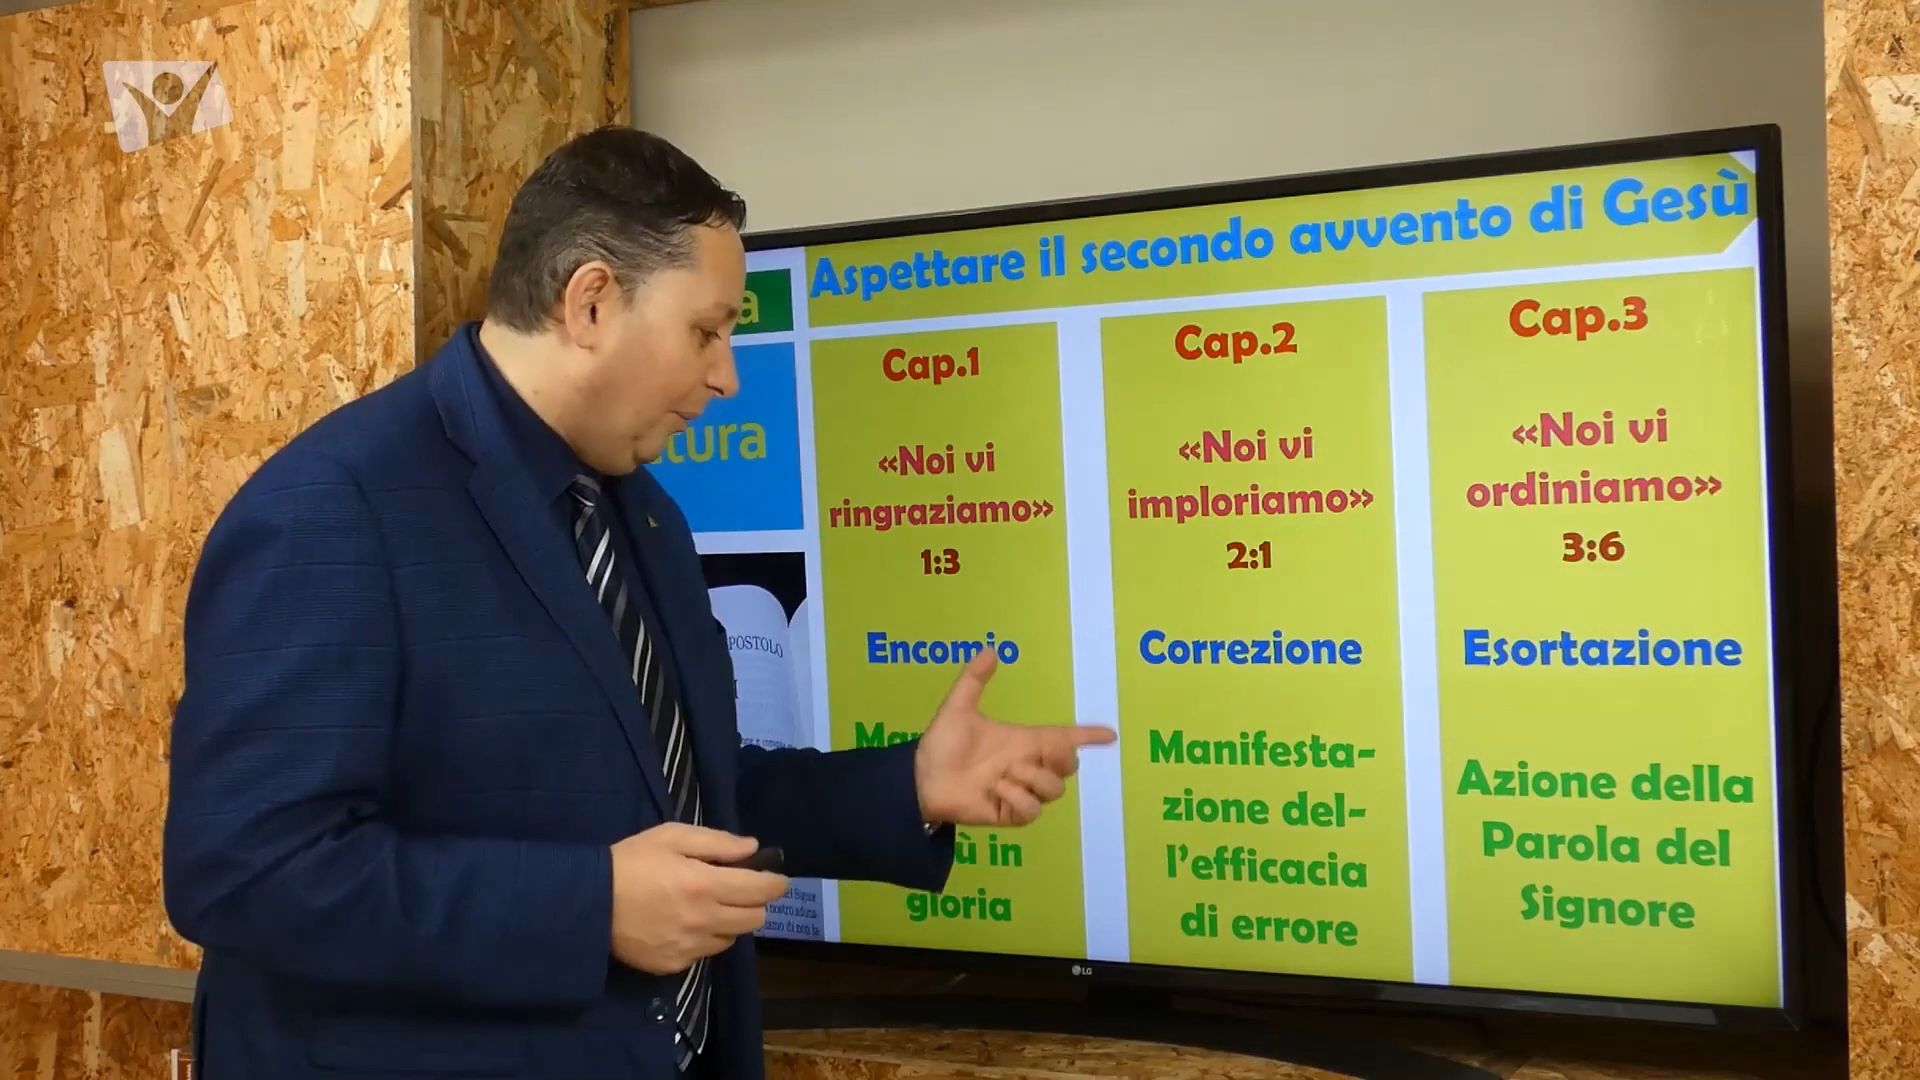 Aspettare il secondo avvento di Gesù
Cap.1
«Noi vi
ringraziamo»
1:3
Encomio
in
gloria
Cap.2
«Noi vi
imploriamo»
2:1
Correzione
Manifesta-
zione del-
l'efficacia
di errore
Cap.3
«Noi vi
ordiniamo»
3:6
Esortazione
Azione della
Parola del
Signore
LG